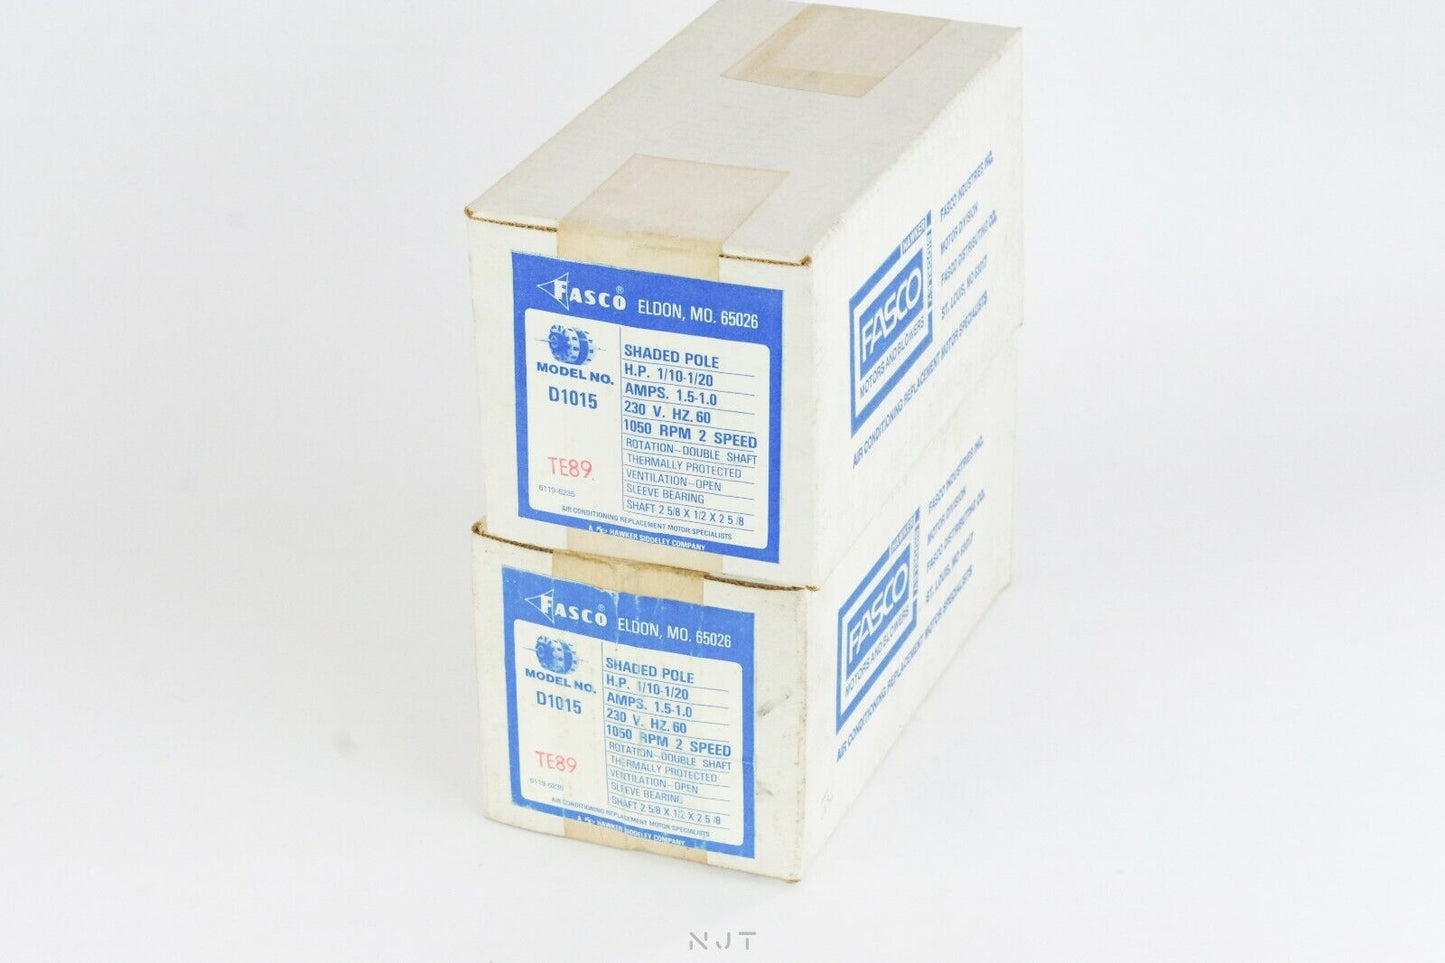 FASCO® ELDON, MO. 65026
MODEL NO.
D1015
TE89.
6119-6235
SHADED POLE
H.P. 1/10-1/20
AMPS. 1.5-1.0
230 V. HZ. 60
1050 RPM 2 SPEED
ROTATION—DOUBLE SHAFT
THERMALLY PROTECTED
VENTILATION—OPEN
SLEEVE BEARING
SHAFT 2 5/8 X 1/2 X 2 5/8
AIR CONDITIONING REPLACEMENT MOTOR SPECIALISTS
A HAWKER SIDDELEY COMPANY
HAWKER
FASCO
MOTORS AND BLOWERS
FASCO INDUSTRIES INC.
MOTOR DIVISION
FASCO DISTRIBUTING CO.
ST. LOUIS, MO 63017
AIR CONDITIONING REPLACEMENT MOTOR SPECIALISTS
FASCO® ELDON, MO. 65026
MODEL NO.
D1015
TE89
6119-6235
SHADED POLE
H.P. 1/10-1/20
AMPS. 1.5-1.0
230 V. HZ. 60
1050 RPM 2 SPEED
ROTATION—DOUBLE SHAFT
THERMALLY PROTECTED
VENTILATION—OPEN
SLEEVE BEARING
SHAFT 2 5/8 X 1/2 X 2 5/8
AIR CONDITIONING REPLACEMENT MOTOR SPECIALISTS
A HAWKER SIDDELEY COMPANY
HAWKER
FASCO
MOTORS AND BLOWERS
FASCO INDUSTRIES INC.
MOTOR DIVISION
FASCO DISTRIBUTING CO.
ST. LOUIS, MO 63017
AIR CONDITIONING REPLACEMENT MOTOR SPECIALISTS
NJT